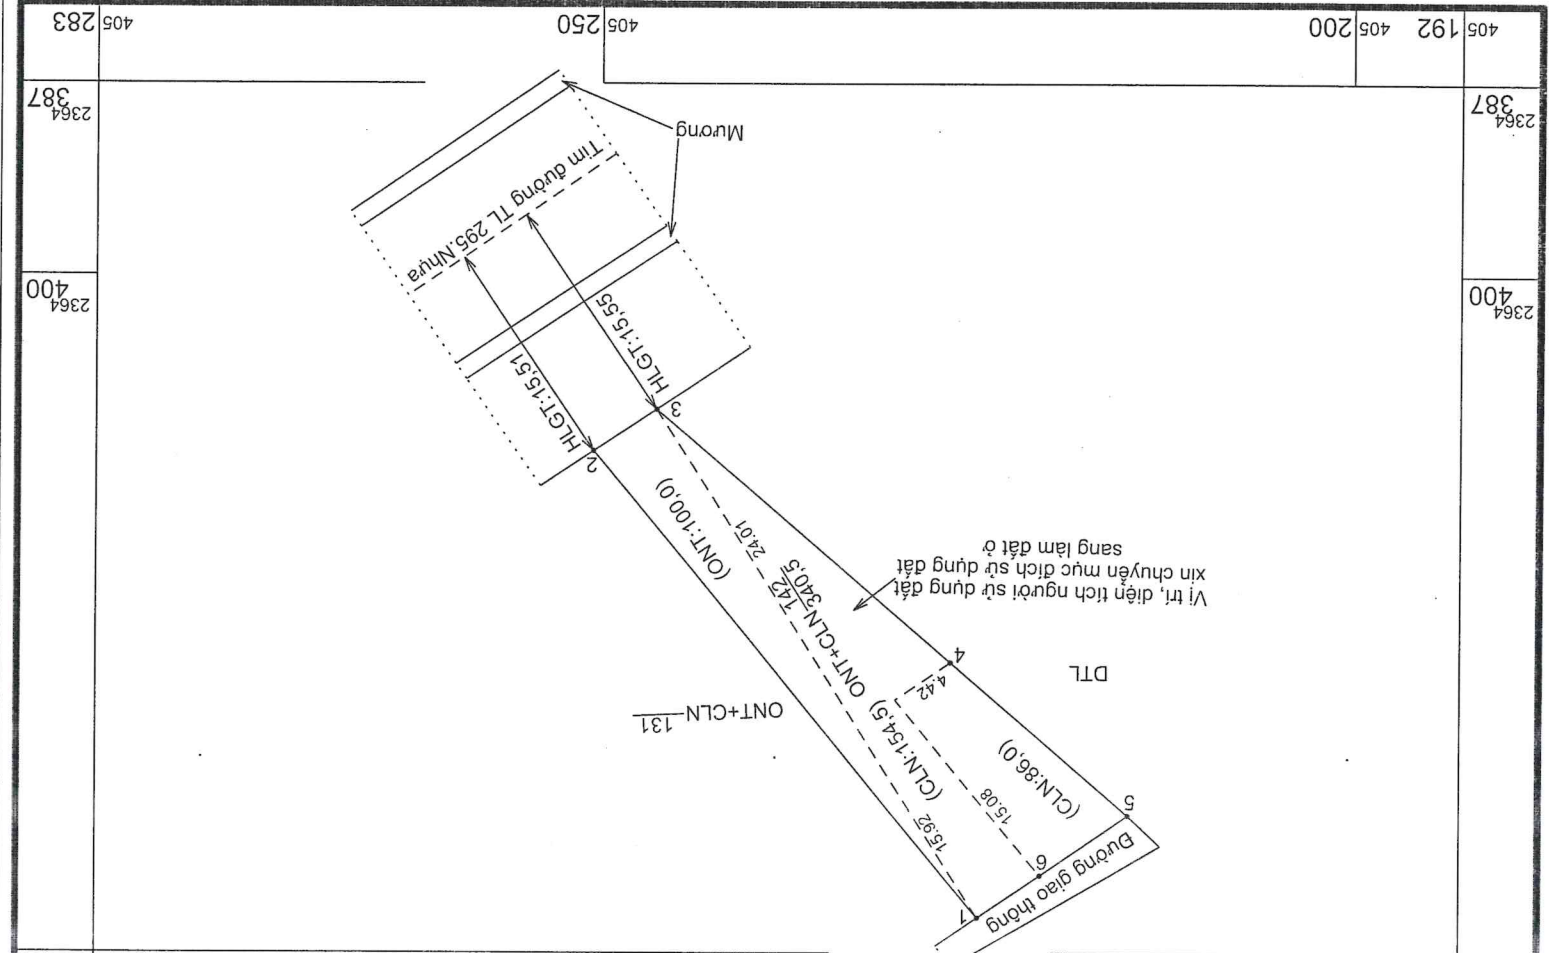 Đường giao thông
1
6
5
15.92
15.08
(CLN:86,0)
(CLN:154,5)
4.42
4
ONT+CLN 142
340,5
ONT+CLN 131
DTL
Vị trí, diện tích người sử dụng đất
xin chuyển mục đích sử dụng đất
sang làm đất ở
24.01
(ONT:100,0)
2
3
HLGT:15,51
HLGT:15,55
2364 400
2364 400
Tim đường TL 295.Nhựa
Mương
2364 387
2364 387
405 192
405 200
405 250
405 283